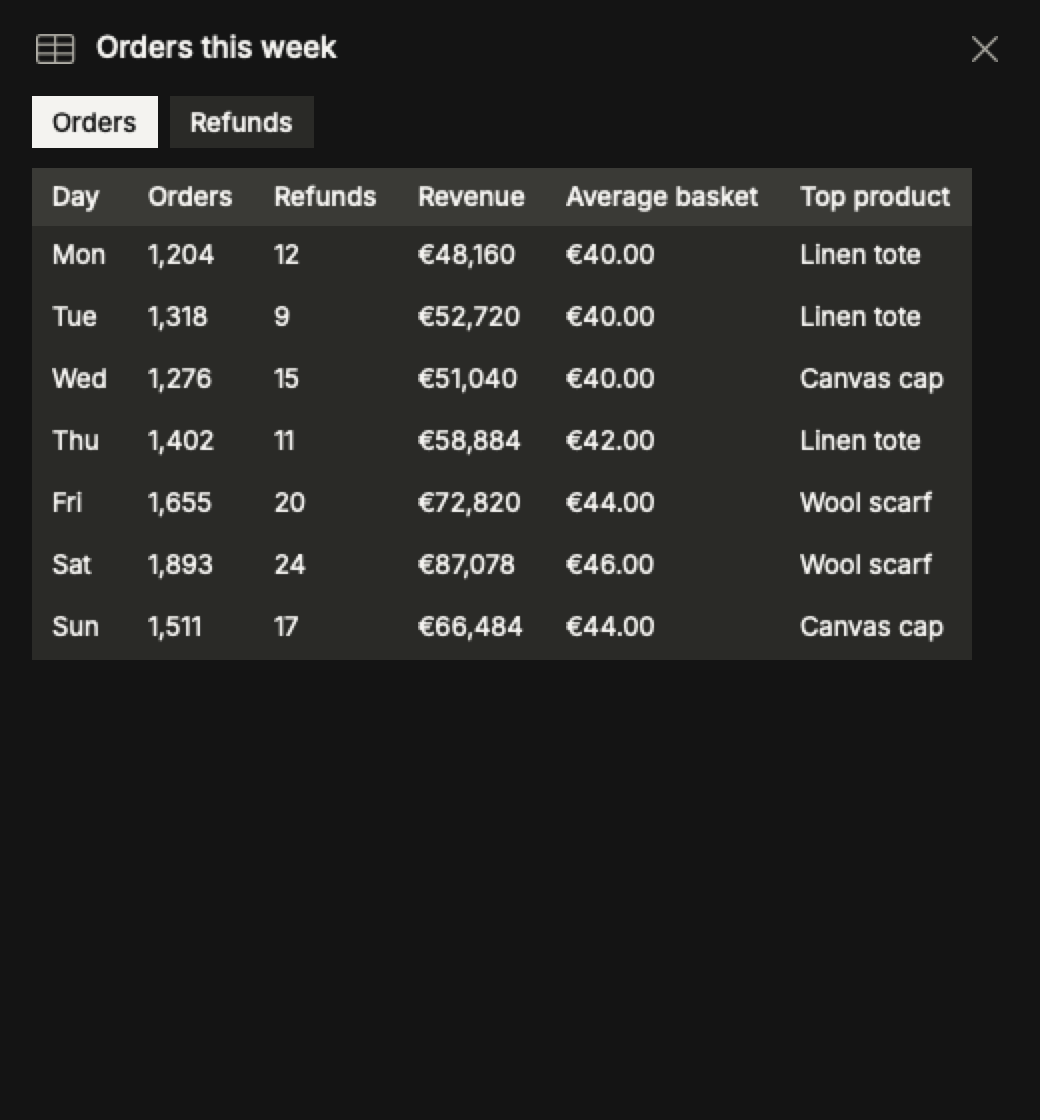 Orders this week
Orders Refunds
Day Orders Refunds Revenue Average basket Top product
Mon 1,204 12 €48,160 €40.00 Linen tote
Tue 1,318 9 €52,720 €40.00 Linen tote
Wed 1,276 15 €51,040 €40.00 Canvas cap
Thu 1,402 11 €58,884 €42.00 Linen tote
Fri 1,655 20 €72,820 €44.00 Wool scarf
Sat 1,893 24 €87,078 €46.00 Wool scarf
Sun 1,511 17 €66,484 €44.00 Canvas cap